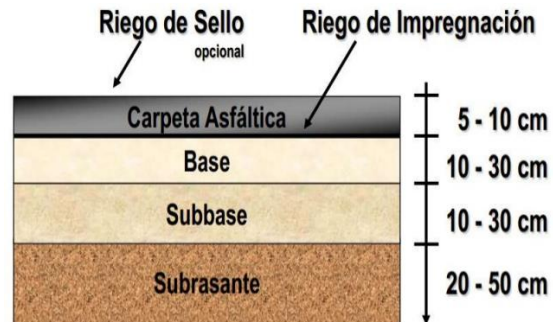 Riego de Sello
opcional
Riego de Impregnación
Carpeta Asfáltica
5 - 10 cm
Base
10 - 30 cm
Subbase
10 - 30 cm
Subrasante
20 - 50 cm